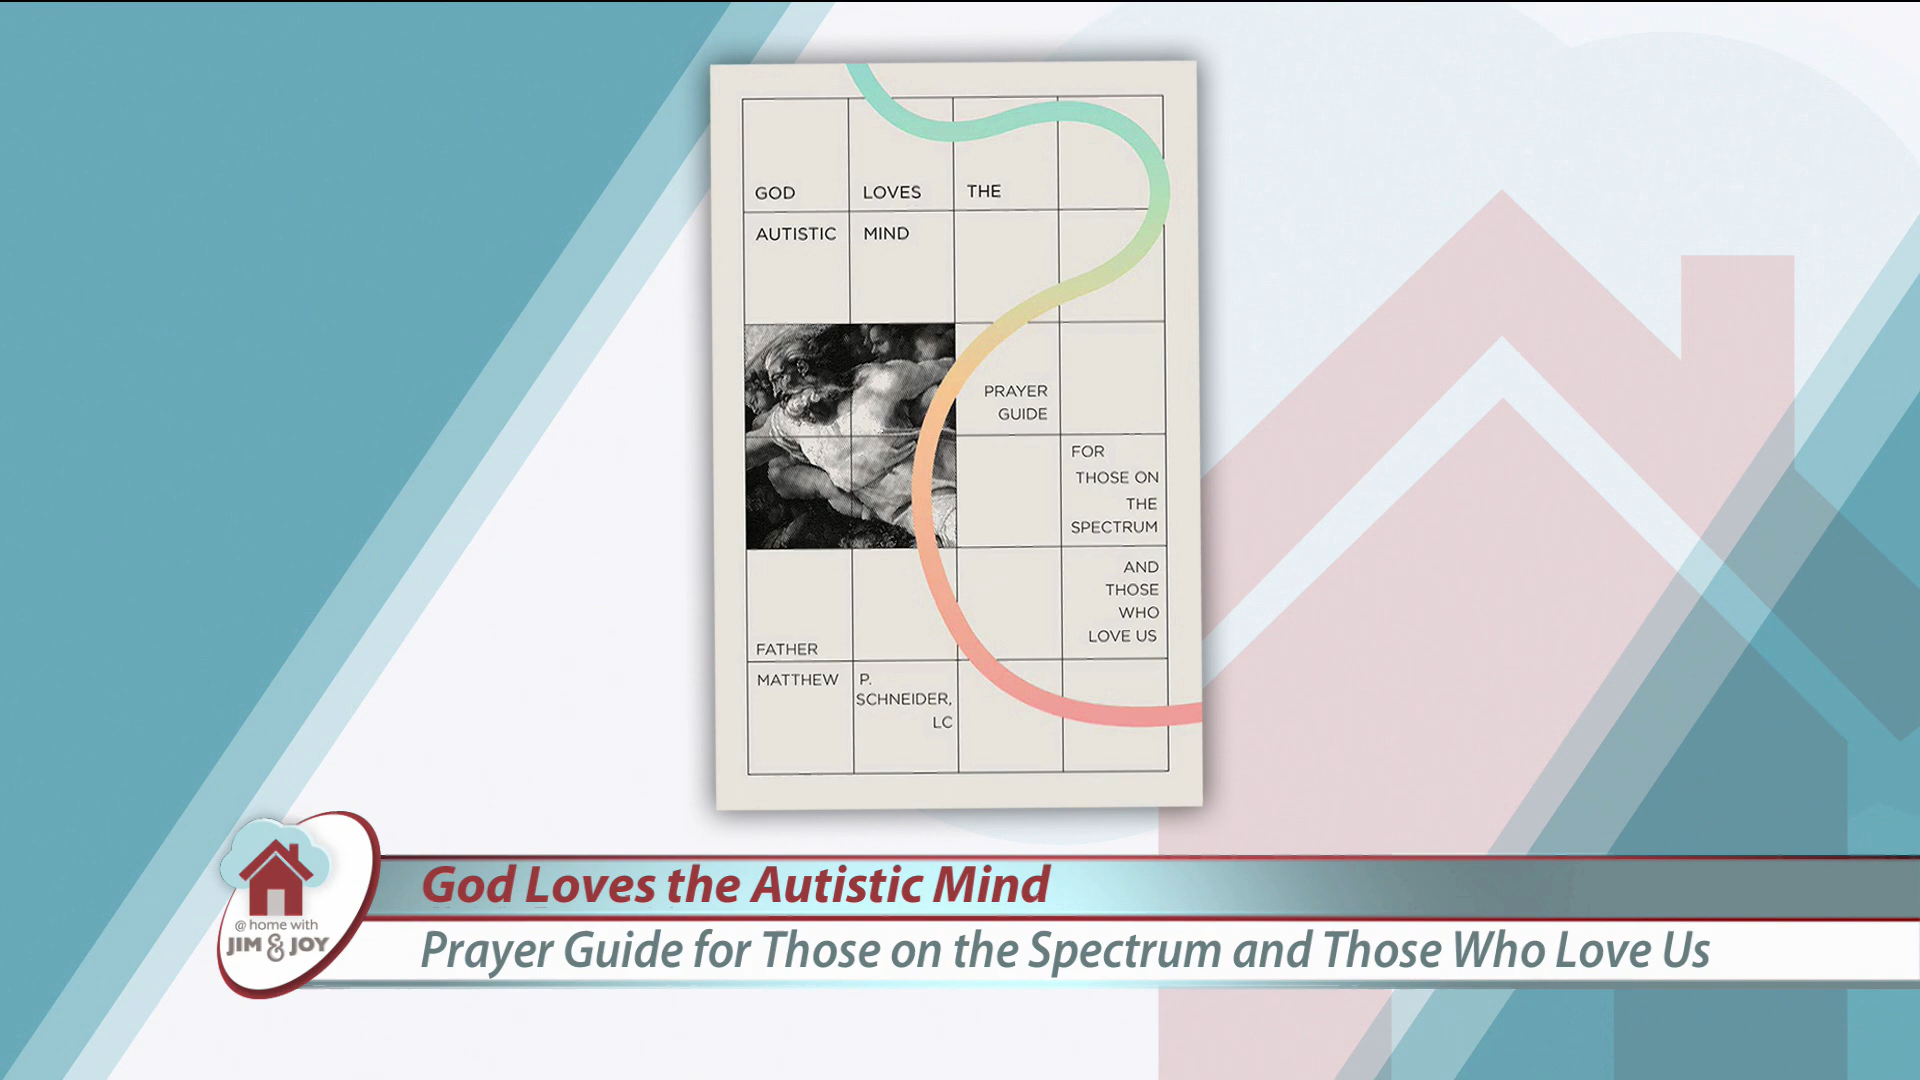 GOD LOVES THE
AUTISTIC MIND
PRAYER
GUIDE
FOR
THOSE ON
THE
SPECTRUM
AND
THOSE
WHO
LOVE US
FATHER
MATTHEW P.
SCHNEIDER,
LC
God Loves the Autistic Mind
Prayer Guide for Those on the Spectrum and Those Who Love Us
@ home with
JIM & JOY